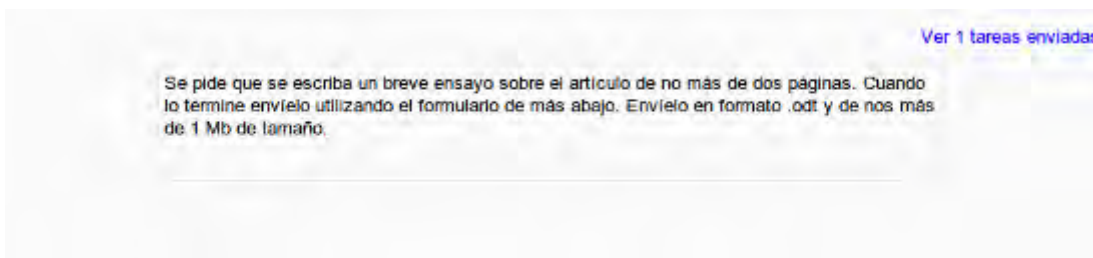 Ver 1 tareas enviadas
Se pide que se escriba un breve ensayo sobre el artículo de no más de dos páginas. Cuando
lo termine envíelo utilizando el formulario de más abajo. Envíelo en formato .odt y de nos más
de 1 Mb de tamaño.